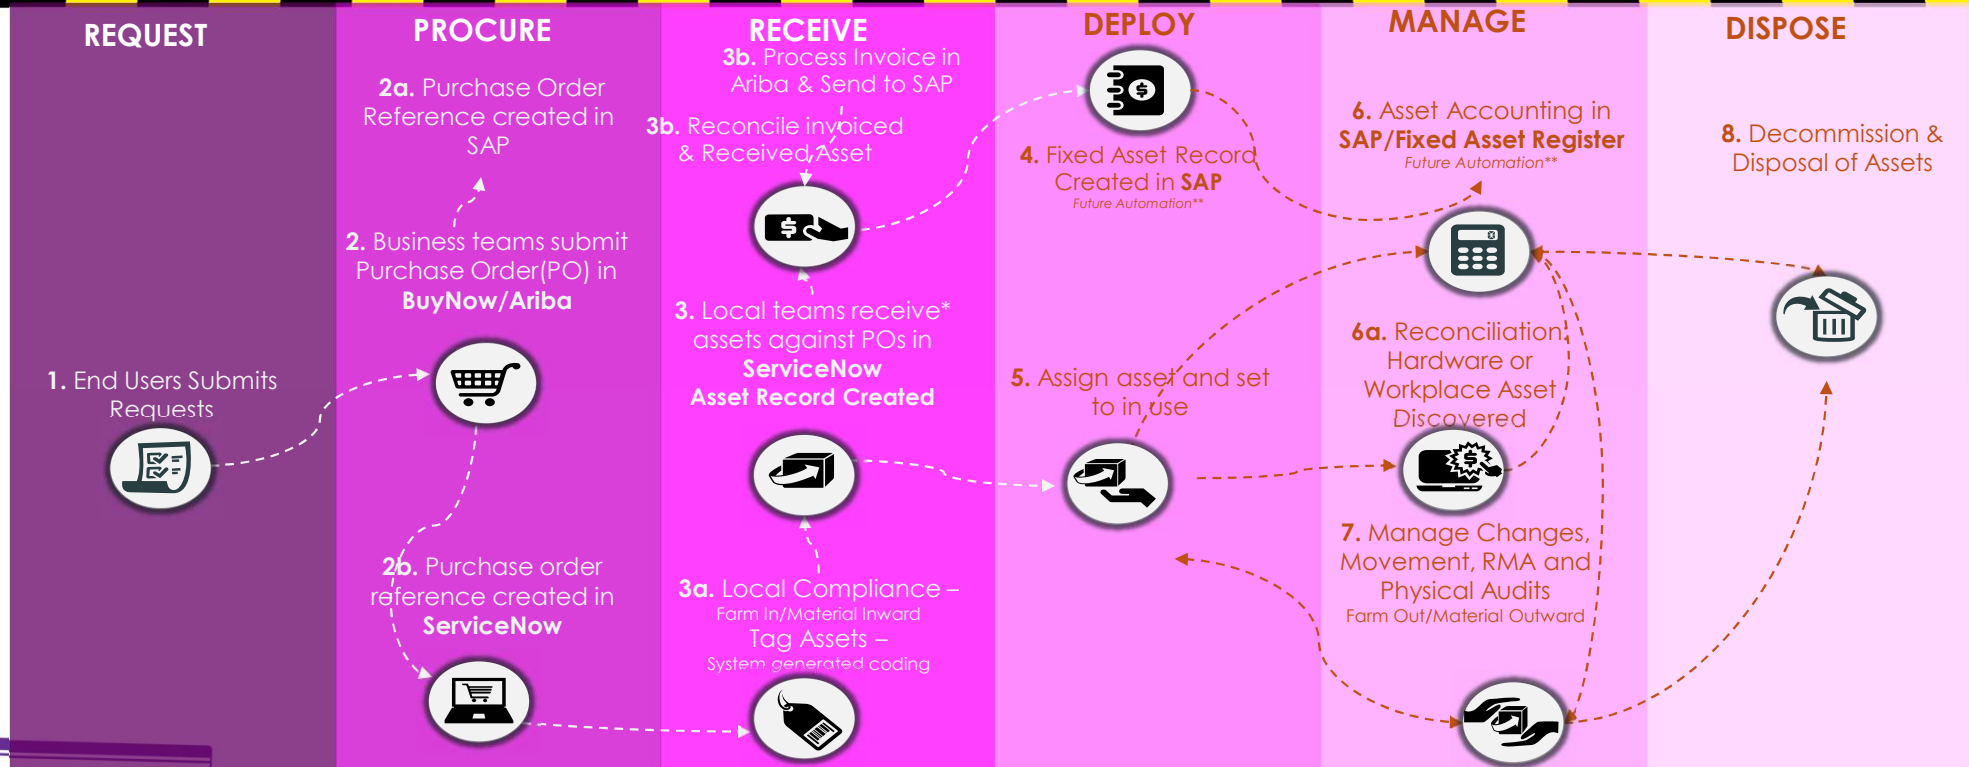 REQUEST
1. End Users Submits
Requests
PROCURE
2a. Purchase Order
Reference created in
SAP
2. Business teams submit
Purchase Order(PO) in
BuyNow/Ariba
2b. Purchase order
reference created in
ServiceNow
RECEIVE
3b. Process Invoice in
Ariba & Send to SAP
3b. Reconcile invoiced
& Received Asset
3. Local teams receive*
assets against POs in
ServiceNow
Asset Record Created
3a. Local Compliance –
Farm In/Material Inward
Tag Assets –
System generated coding
DEPLOY
4. Fixed Asset Record
Created in SAP
Future Automation**
5. Assign asset and set
to in use
MANAGE
6. Asset Accounting in
SAP/Fixed Asset Register
Future Automation**
6a. Reconciliation.
Hardware or
Workplace Asset
Discovered
7. Manage Changes,
Movement, RMA and
Physical Audits
Farm Out/Material Outward
DISPOSE
8. Decommission &
Disposal of Assets